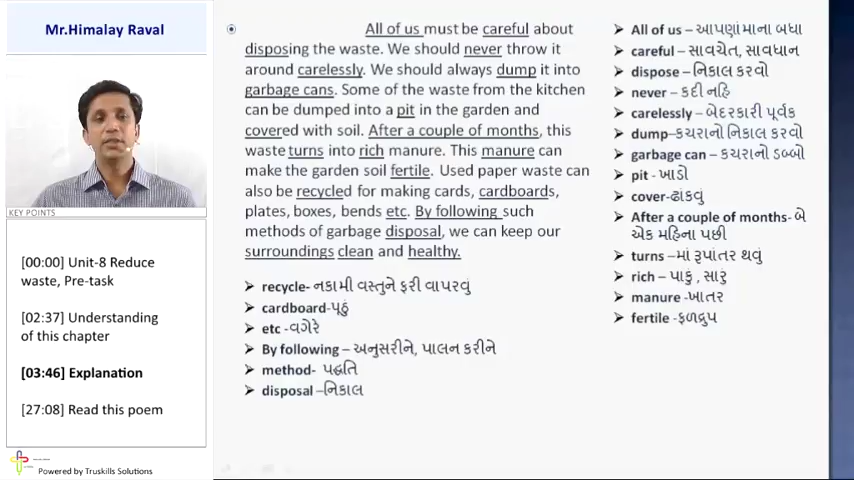 Mr.Himalay Raval
KEY POINTS
[00:00] Unit-8 Reduce
waste, Pre-task
[02:37] Understanding
of this chapter
[03:46] Explanation
[27:08] Read this poem
Powered by Truskills Solutions
All of us must be careful about
disposing the waste. We should never throw it
around carelessly. We should always dump it into
garbage cans. Some of the waste from the kitchen
can be dumped into a pit in the garden and
covered with soil. After a couple of months, this
waste turns into rich manure. This manure can
make the garden soil fertile. Used paper waste can
also be recycled for making cards, cardboards,
plates, boxes, bends etc. By following such
methods of garbage disposal, we can keep our
surroundings clean and healthy.
recycle- નકામી વસ્તુને ફરી વાપરવું
cardboard-પૂઠું
etc -વગેરે
By following – અનુસરીને, પાલન કરીને
method- પદ્ધતિ
disposal –નિકાલ
All of us – આપણાંમાના બધા
careful – સાવચેત, સાવધાન
dispose – નિકાલ કરવો
never – કદી નહિ
carelessly – બેદરકારી પૂર્વક
dump–કચરાનો નિકાલ કરવો
garbage can – કચરાનો ડબ્બો
pit - ખાડો
cover-ઢાંકવું
After a couple of months- બે
એક મહિના પછી
turns –માં રૂપાંતર થવું
rich – પાકું , સારું
manure -ખાતર
fertile -ફળદ્રુપ